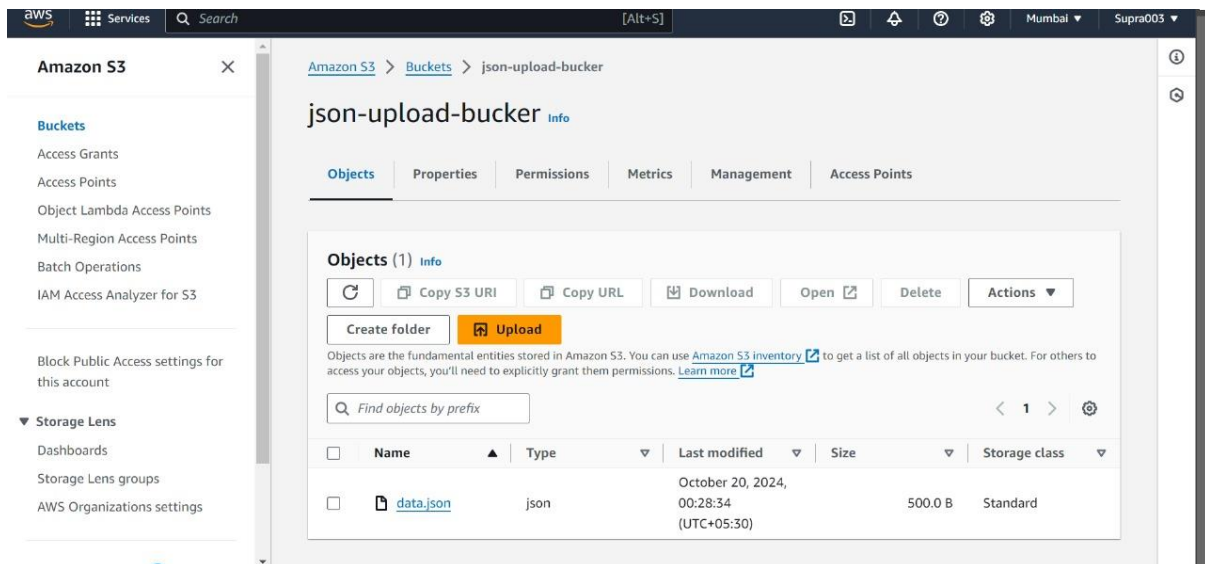 aws Services Search [Alt+S] Mumbai ▼ Supra003 ▼
Amazon S3
Buckets
Access Grants
Access Points
Object Lambda Access Points
Multi-Region Access Points
Batch Operations
IAM Access Analyzer for S3
Block Public Access settings for
this account
▼ Storage Lens
Dashboards
Storage Lens groups
AWS Organizations settings
Amazon S3 > Buckets > json-upload-bucker
json-upload-bucker Info
Objects Properties Permissions Metrics Management Access Points
Objects (1) Info
Copy S3 URI Copy URL Download Open Delete Actions ▼
Create folder Upload
Objects are the fundamental entities stored in Amazon S3. You can use Amazon S3 inventory to get a list of all objects in your bucket. For others to
access your objects, you'll need to explicitly grant them permissions. Learn more
Find objects by prefix < 1 >
Name Type Last modified Size Storage class
October 20, 2024,
data.json json 00:28:34 500.0 B Standard
(UTC+05:30)